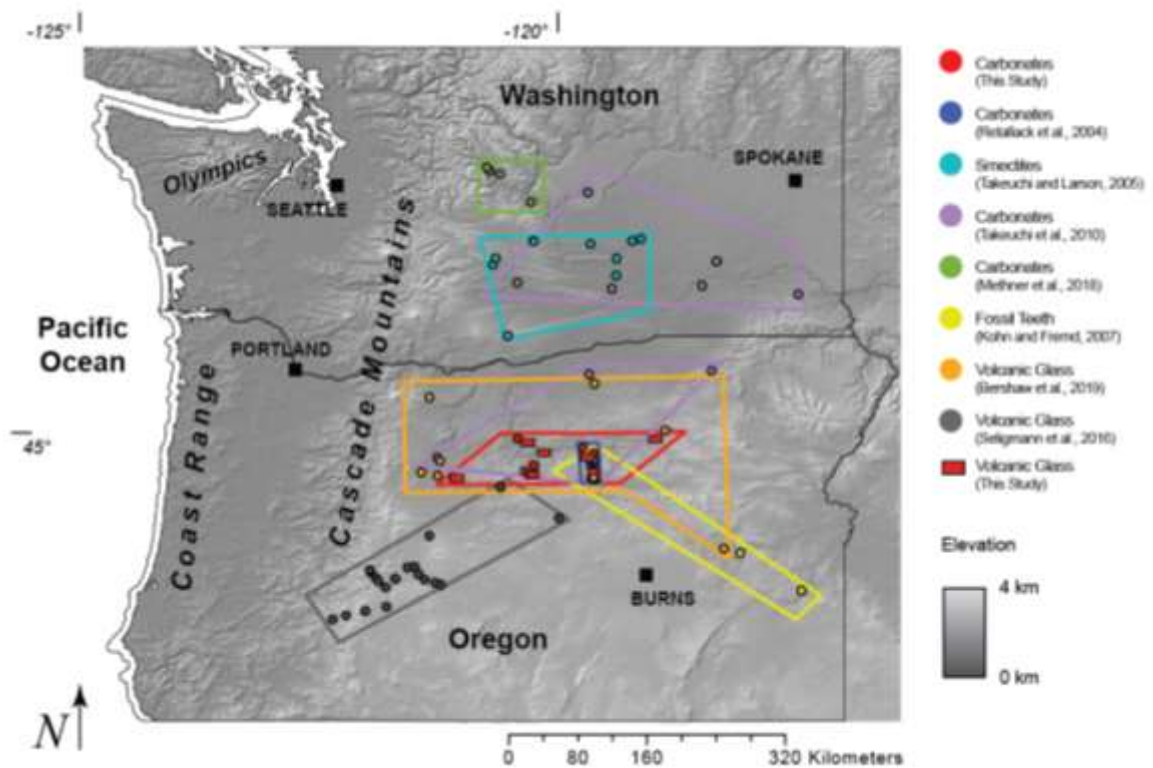 -125°
-120°
Washington
Olympics
SEATTLE
SPOKANE
Cascade Mountains
Pacific
Ocean
PORTLAND
Coast Range
45°
BURNS
Oregon
N
0 80 160 320 Kilometers
Carbonates
(This Study)
Carbonates
(Retallack et al., 2004)
Smectites
(Takeuchi and Larson, 2005)
Carbonates
(Takeuchi et al., 2010)
Carbonates
(Methner et al., 2018)
Fossil Teeth
(Kohn and Fremd, 2007)
Volcanic Glass
(Bershaw et al., 2019)
Volcanic Glass
(Seligmann et al., 2016)
Volcanic Glass
(This Study)
Elevation
4 km
0 km